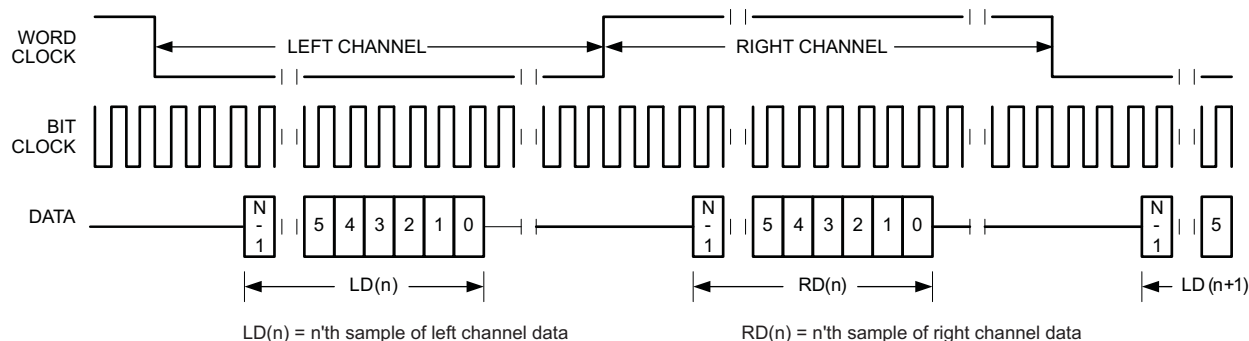 WORD
CLOCK
LEFT CHANNEL
RIGHT CHANNEL
BIT
CLOCK
DATA
N
-
1
5 4 3 2 1 0
N
-
1
5 4 3 2 1 0
N
-
1
5
LD(n)
RD(n)
LD (n+1)
LD(n) = n'th sample of left channel data
RD(n) = n'th sample of right channel data